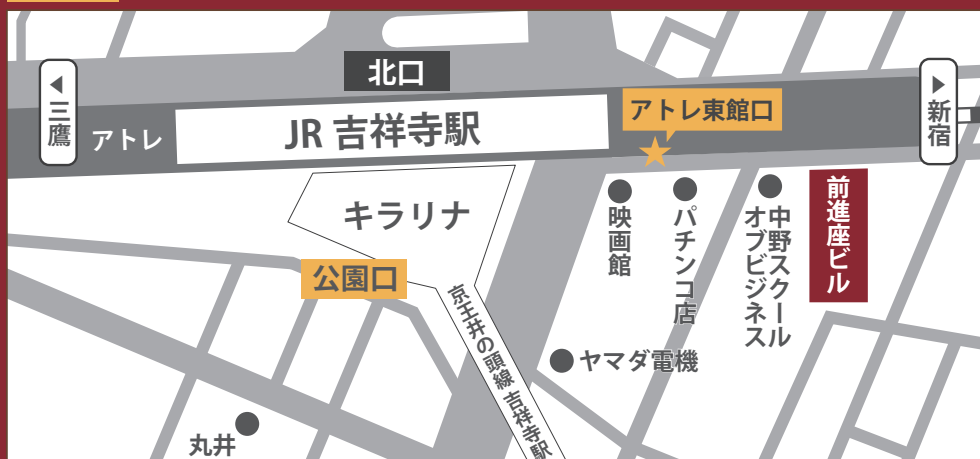 北口
◀三鷹
アトレ
JR 吉祥寺駅
アトレ東館口
▶新宿
キラリナ
公園口
京王井の頭線 吉祥寺駅
映画館
パチンコ店
中野スクール
オブビジネス
前進座ビル
ヤマダ電機
丸井